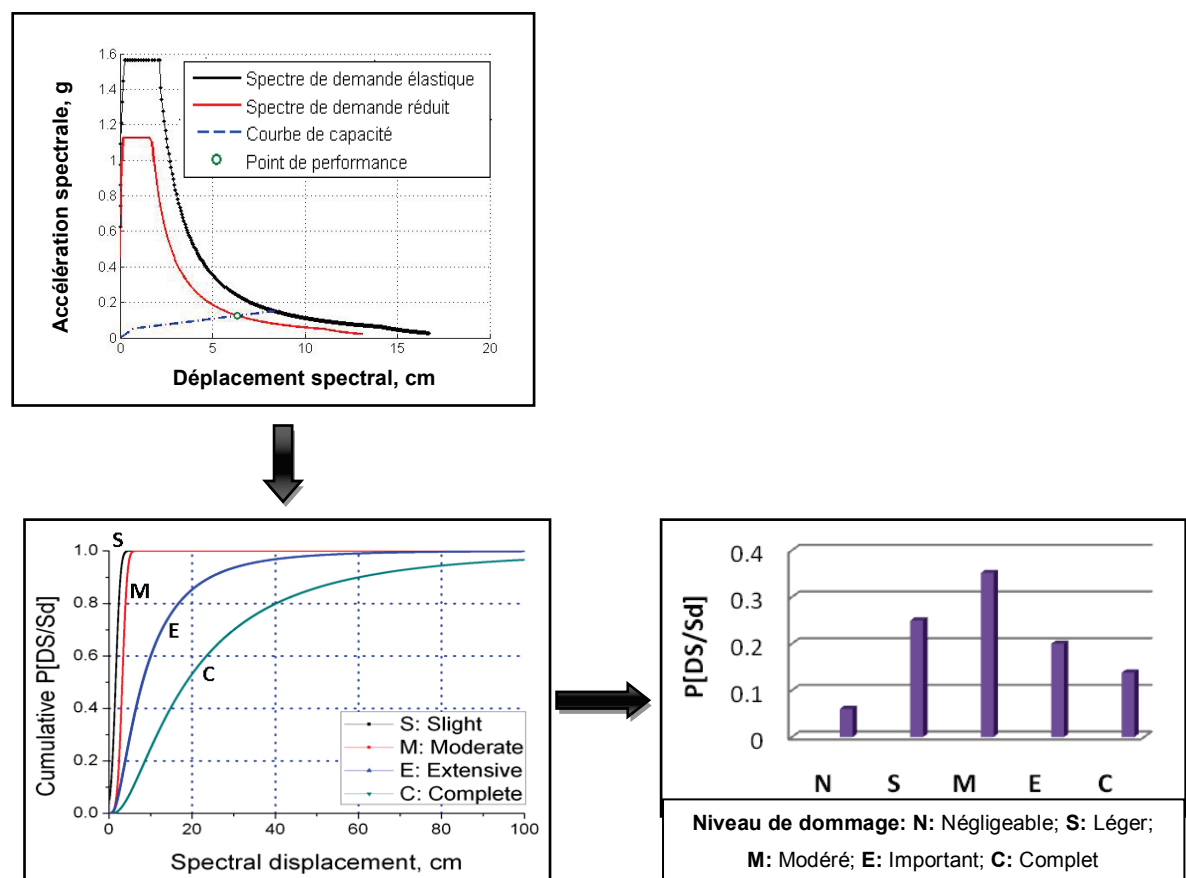 1.6
1.4
1.2
1
0.8
0.6
0.4
0.2
0
Accélération spectrale, g
Spectre de demande élastique
Spectre de demande réduit
Courbe de capacité
Point de performance
0 5 10 15 20
Déplacement spectral, cm
1.0
0.8
0.6
0.4
0.2
0.0
Cumulative P[DS/Sd]
S
M
E
C
S: Slight
M: Moderate
E: Extensive
C: Complete
0 20 40 60 80 100
Spectral displacement, cm
0.4
0.3
0.2
0.1
0
P[DS/Sd]
N S M E C
Niveau de dommage: N: Négligeable; S: Léger;
M: Modéré; E: Important; C: Complet